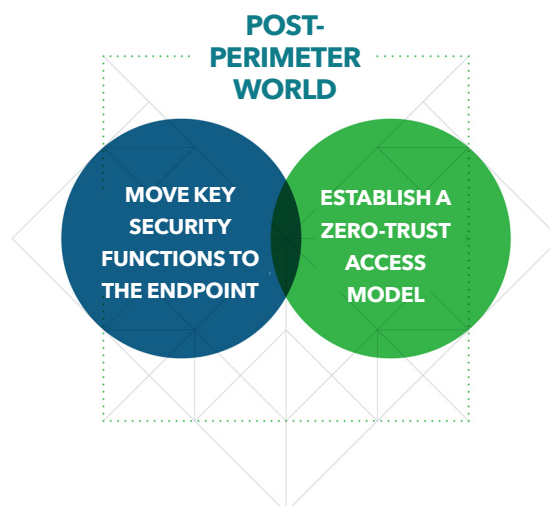 POST-
PERIMETER
WORLD
MOVE KEY
SECURITY
FUNCTIONS TO
THE ENDPOINT
ESTABLISH A
ZERO-TRUST
ACCESS
MODEL